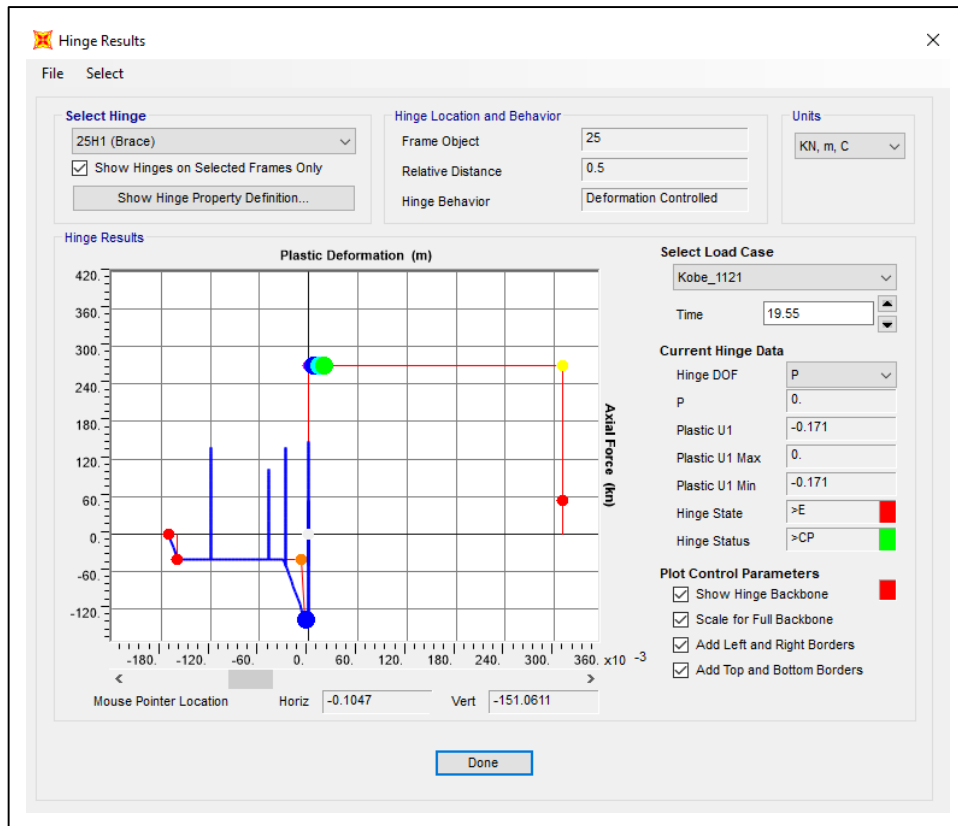 Hinge Results
File Select
Select Hinge
25H1 (Brace)
Show Hinges on Selected Frames Only
Show Hinge Property Definition...
Hinge Location and Behavior
Frame Object 25
Relative Distance 0.5
Hinge Behavior Deformation Controlled
Units
KN, m, C
Hinge Results
Plastic Deformation (m)
420.
360.
300.
240.
180.
120.
60.
0.
-60.
-120.
Axial Force (kn)
-180. -120. -60. 0. 60. 120. 180. 240. 300. 360. x10 -3
Mouse Pointer Location Horiz -0.1047 Vert -151.0611
Select Load Case
Kobe_1121
Time 19.55
Current Hinge Data
Hinge DOF P
P 0.
Plastic U1 -0.171
Plastic U1 Max 0.
Plastic U1 Min -0.171
Hinge State >E
Hinge Status >CP
Plot Control Parameters
Show Hinge Backbone
Scale for Full Backbone
Add Left and Right Borders
Add Top and Bottom Borders
Done